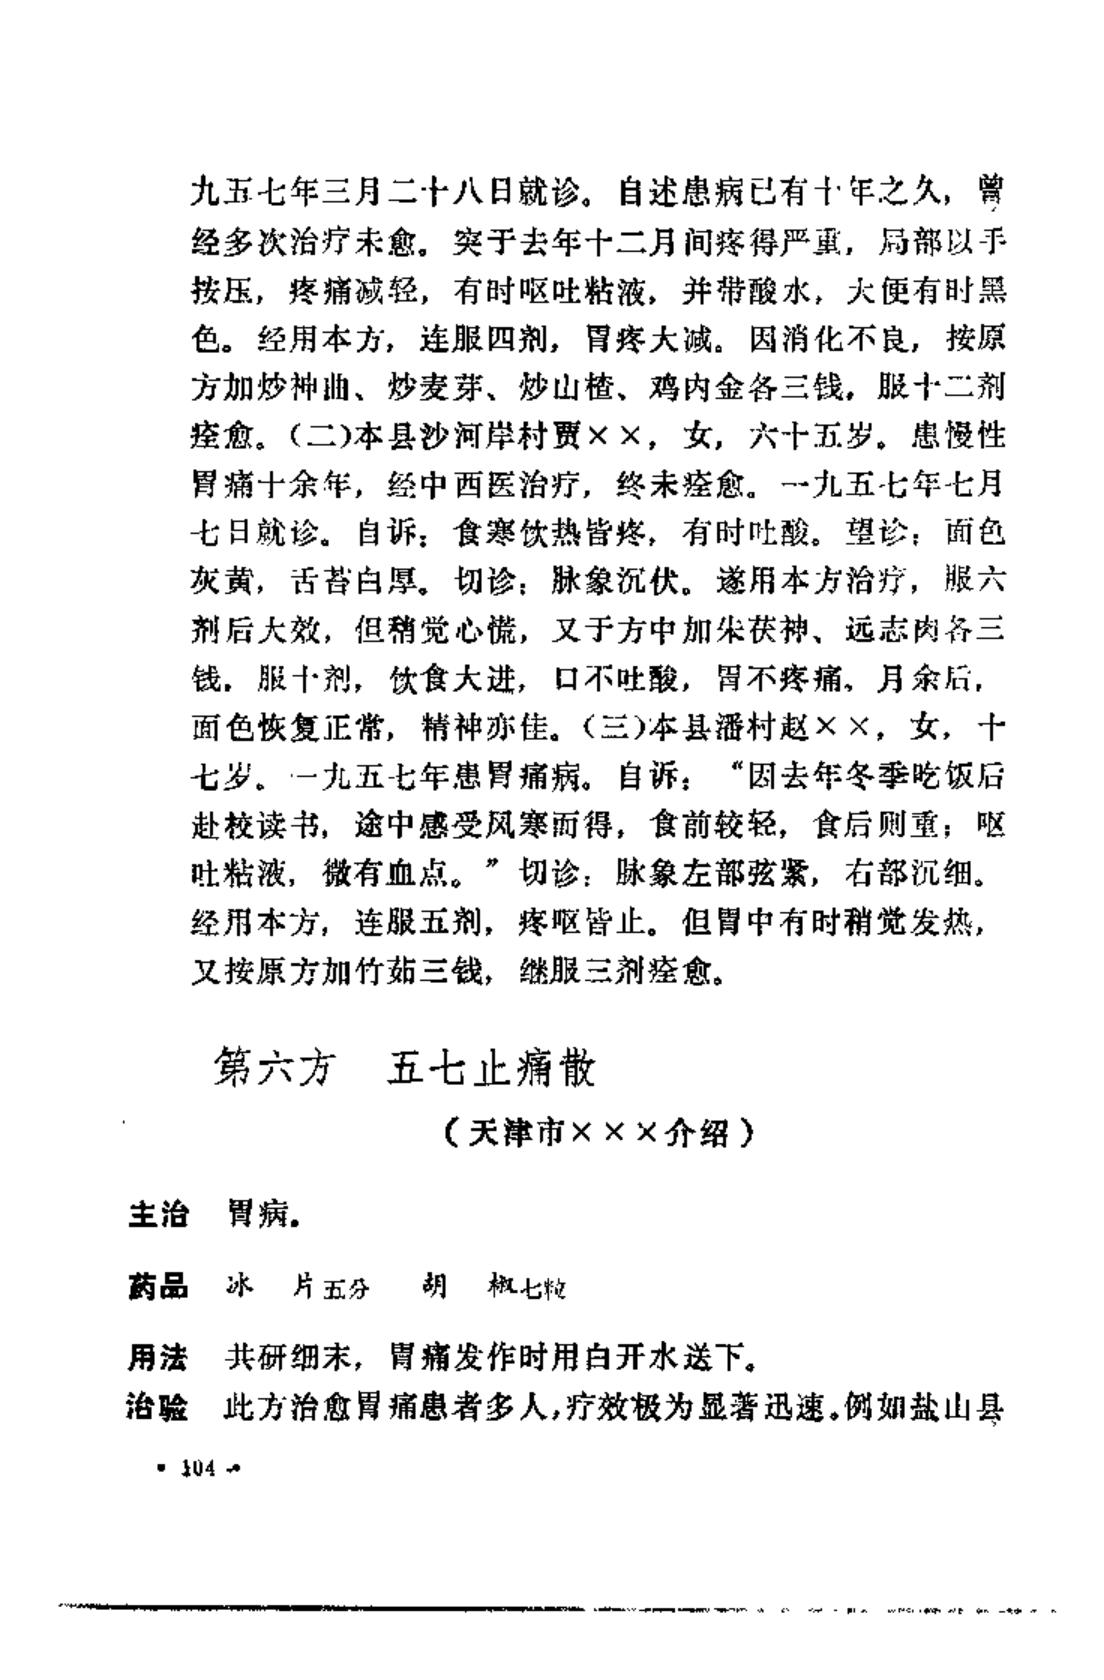 九五七年三月二十八日就诊。自述患病已有十年之久，曾
经多次治疗未愈。突于去年十二月间疼得严重，局部以手
按压，疼痛减轻，有时呕吐粘液，并带酸水，大便有时黑
色。经用本方，连服四剂，胃疼大减。因消化不良，按原
方加炒神曲、炒麦芽、炒山楂、鸡内金各三钱，服十二剂
痊愈。（二）本县沙河岸村贾××，女，六十五岁。患慢性
胃痛十余年，经中西医治疗，终未痊愈。一九五七年七月
七日就诊。自诉：食寒饮热皆疼，有时吐酸。望诊：面色
灰黄，舌苔白厚。切诊：脉象沉伏。遂用本方治疗，服六
剂后大效，但稍觉心慌，又于方中加朱茯神、远志肉各三
钱，服十剂，饮食大进，口不吐酸，胃不疼痛。月余后，
面色恢复正常，精神亦佳。（三）本县潘村赵××，女，十
七岁。一九五七年患胃痛病。自诉：“因去年冬季吃饭后
赴校读书，途中感受风寒而得，食前较轻，食后则重；呕
吐粘液，微有血点。”切诊：脉象左部弦紧，右部沉细。
经用本方，连服五剂，疼呕皆止。但胃中有时稍觉发热，
又按原方加竹茹三钱，继服三剂痊愈。
第六方 五七止痛散
（天津市×××介绍）
主治 胃病。
药品 冰 片五分 胡 椒七粒
用法 共研细末，胃痛发作时用白开水送下。
治验 此方治愈胃痛患者多人，疗效极为显著迅速。例如盐山县
• 104 •